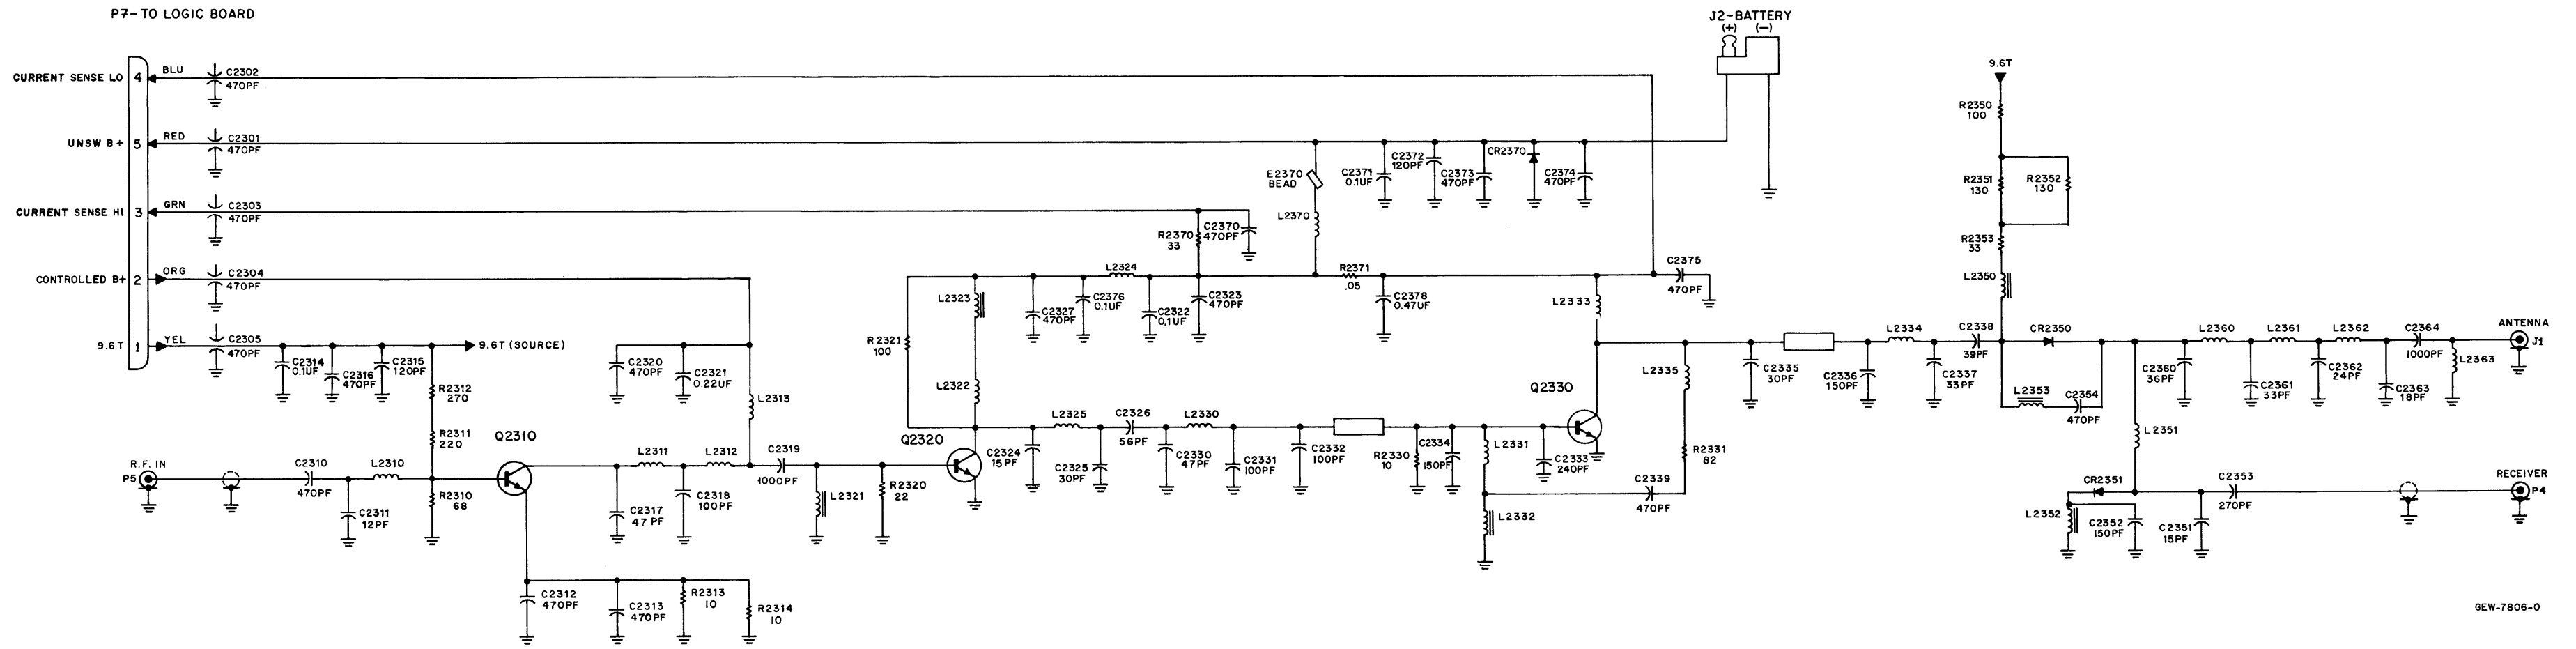 P7-TO LOGIC BOARD
J2-BATTERY
(+) (-)
CURRENT SENSE LO 4 BLU
C2302
470PF
UNSW B+ 5 RED
C2301
470PF
CURRENT SENSE HI 3 GRN
C2303
470PF
CONTROLLED B+ 2 ORG
C2304
470PF
9.6T 1 YEL
C2305
470PF
C2314
0.1UF
C2316
470PF
C2315
120PF
9.6T (SOURCE)
R2312
270
R2311
220
R2310
68
R.F. IN
P5
C2310
470PF
C2311
12PF
L2310
Q2310
C2320
470PF
C2321
0.22UF
L2313
L2311
L2312
C2317
47 PF
C2318
100PF
C2319
1000PF
L2321
R2320
22
C2312
470PF
C2313
470PF
R2313
10
R2314
10
Q2320
R2321
100
L2323
L2322
C2327
470PF
C2376
0.1UF
L2324
C2322
0.1UF
C2323
470PF
R2370
33
C2370
470PF
E2370
BEAD
L2370
C2371
0.1UF
C2372
120PF
C2373
470PF
CR2370
C2374
470PF
R2371
.05
C2378
0.47UF
C2375
470PF
L2333
C2324
15PF
L2325
C2325
30PF
C2326
56PF
C2330
47PF
L2330
C2331
100PF
C2332
100PF
R2330
10
C2334
150PF
L2331
L2332
C2333
240PF
Q2330
L2335
R2331
82
C2339
470PF
C2335
30PF
C2336
150PF
L2334
C2337
33PF
C2338
39PF
9.6T
R2350
100
R2351
130
R2352
130
R2353
33
L2350
CR2350
L2353
C2354
470PF
L2351
CR2351
L2352
C2352
150PF
C2351
15PF
C2353
270PF
C2360
36PF
L2360
C2361
33PF
L2361
C2362
24PF
L2362
C2363
18PF
C2364
1000PF
L2363
ANTENNA
J1
RECEIVER
P4
GEW-7806-0